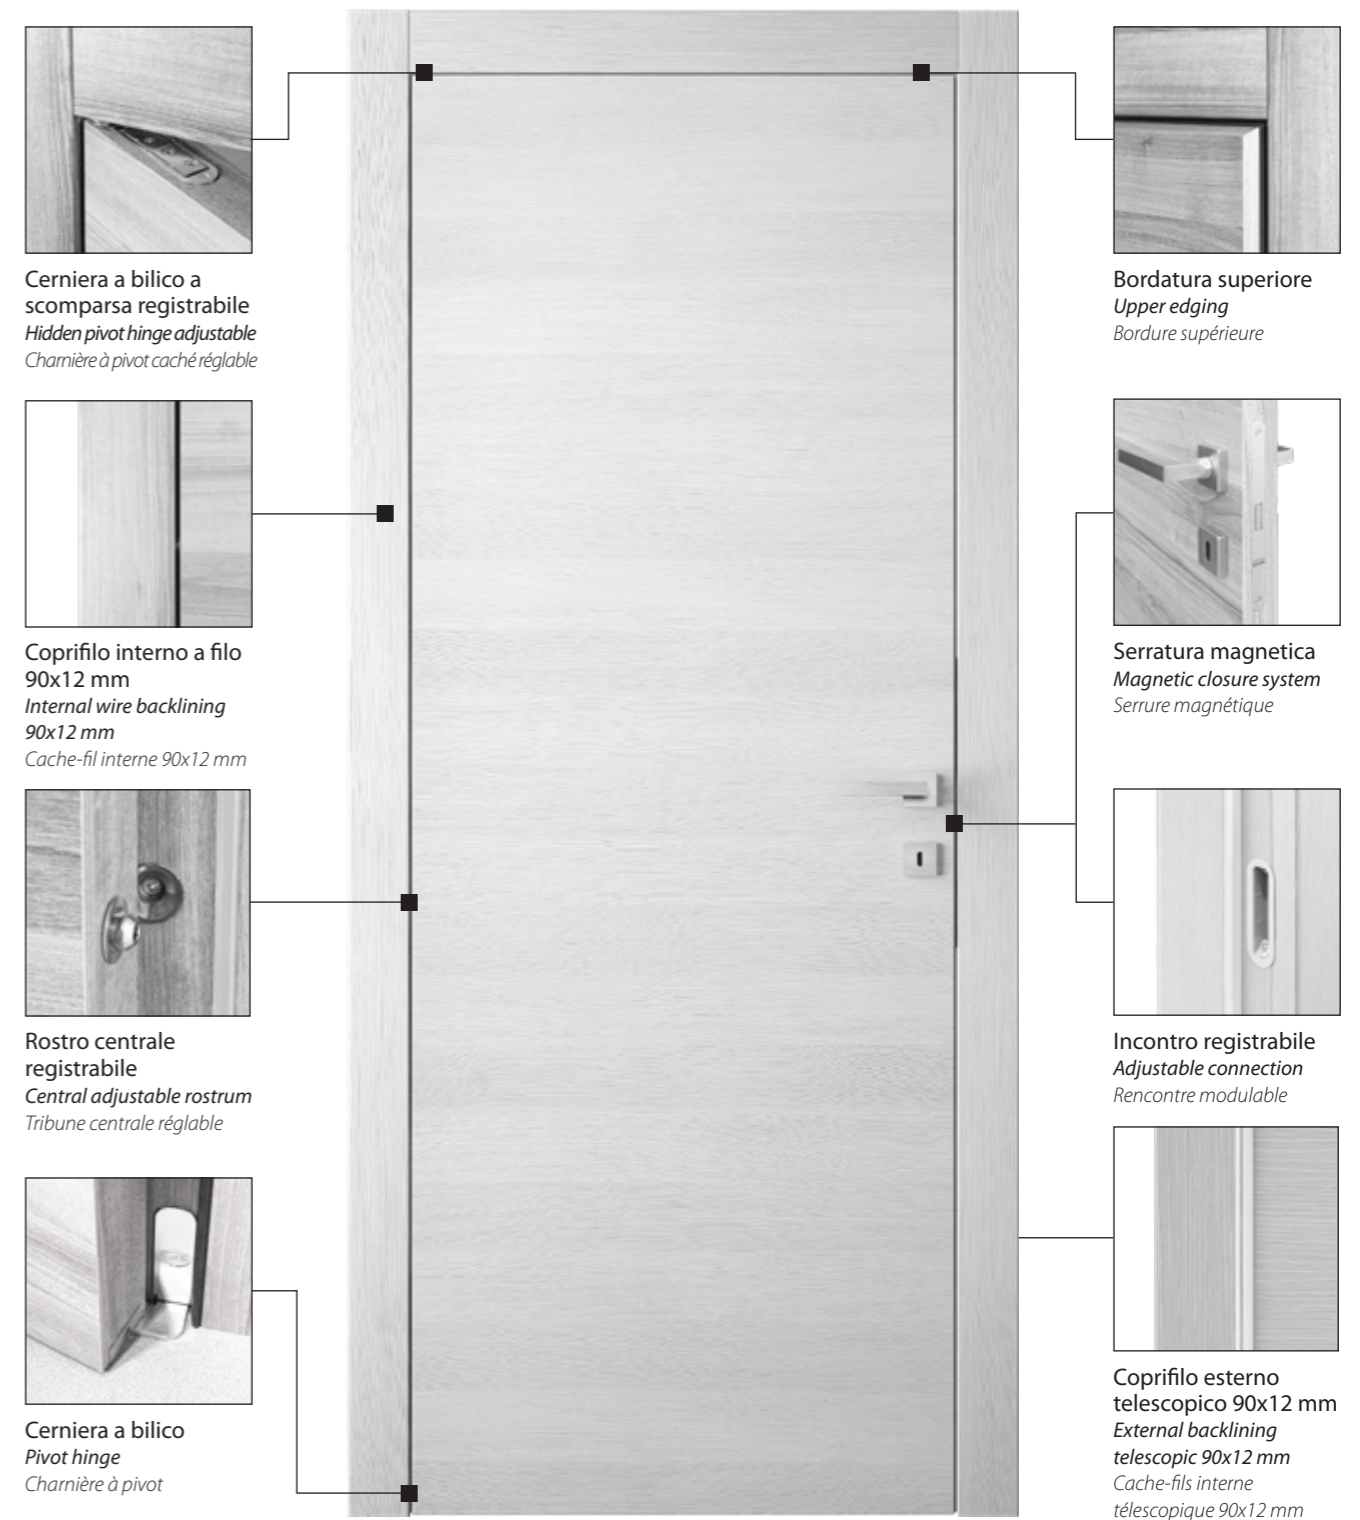 Cerniera a bilico a
scomparsa registrabile
Hidden pivot hinge adjustable
Charnière à pivot caché réglable
Coprifilo interno a filo
90x12 mm
Internal wire backlining
90x12 mm
Cache-fil interne 90x12 mm
Rostro centrale
registrabile
Central adjustable rostrum
Tribune centrale réglable
Cerniera a bilico
Pivot hinge
Charnière à pivot
Bordatura superiore
Upper edging
Bordure supérieure
Serratura magnetica
Magnetic closure system
Serrure magnétique
Incontro registrabile
Adjustable connection
Rencontre modulable
Coprifilo esterno
telescopico 90x12 mm
External backlining
telescopic 90x12 mm
Cache-fils interne
télescopique 90x12 mm